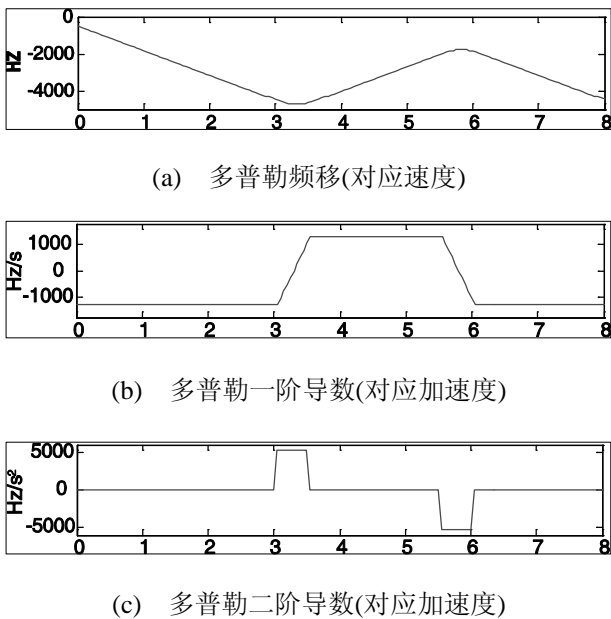 0
-2000
-4000
HZ
0 1 2 3 4 5 6 7 8
(a) 多普勒频移(对应速度)
1000
0
-1000
Hz/s
0 1 2 3 4 5 6 7 8
(b) 多普勒一阶导数(对应加速度)
5000
0
-5000
Hz/s²
0 1 2 3 4 5 6 7 8
(c) 多普勒二阶导数(对应加速度)